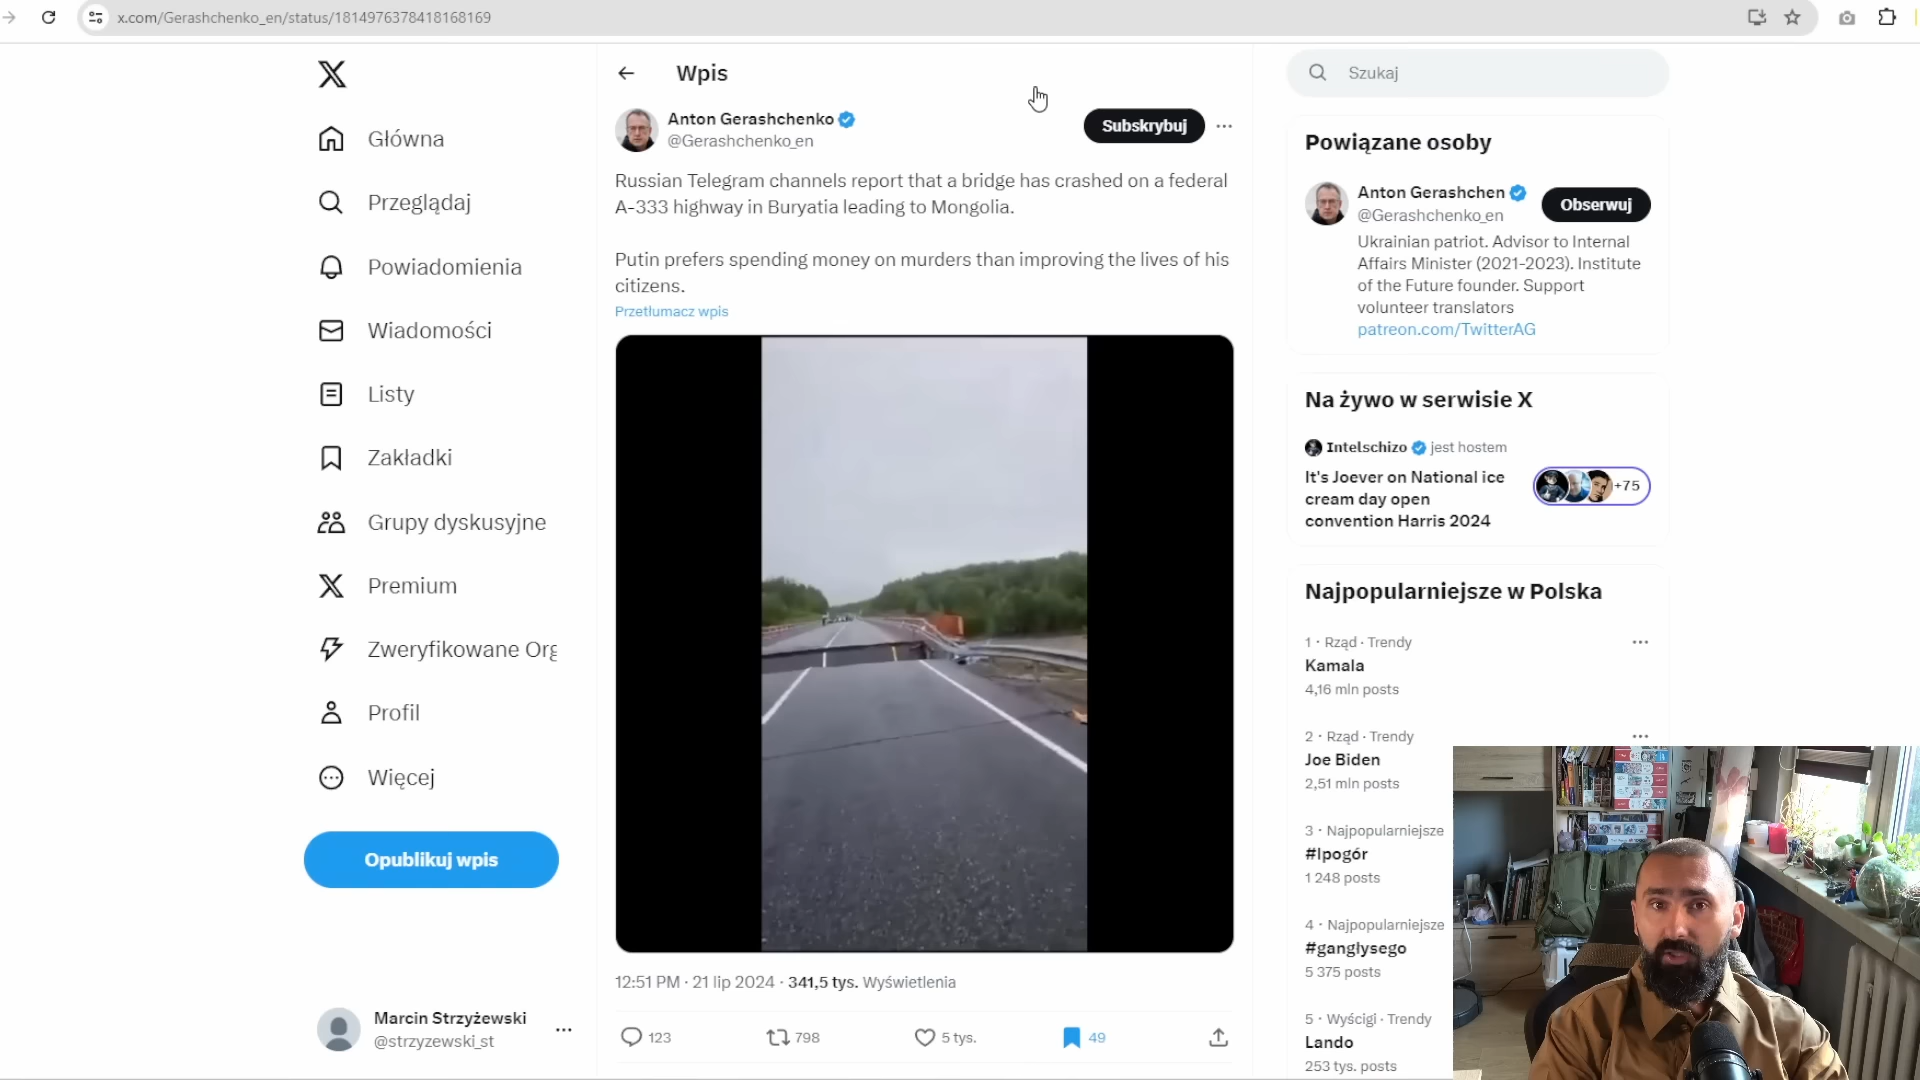 x.com/Gerashchenko_en/status/1814976378418168169
Główna
Przeglądaj
Powiadomienia
Wiadomości
Listy
Zakładki
Grupy dyskusyjne
Premium
Zweryfikowane Org
Profil
Więcej
Opublikuj wpis
Marcin Strzyżewski
@strzyzewski_st
Wpis
Anton Gerashchenko
@Gerashchenko_en
Subskrybuj
Russian Telegram channels report that a bridge has crashed on a federal
A-333 highway in Buryatia leading to Mongolia.
Putin prefers spending money on murders than improving the lives of his
citizens.
Przetłumacz wpis
12:51 PM · 21 lip 2024 · 341,5 tys. Wyświetlenia
123
798
5 tys.
49
Szukaj
Powiązane osoby
Anton Gerashchen
@Gerashchenko_en
Obserwuj
Ukrainian patriot. Advisor to Internal
Affairs Minister (2021-2023). Institute
of the Future founder. Support
volunteer translators
patreon.com/TwitterAG
Na żywo w serwisie X
Intelschizo jest hostem
It's Joever on National ice
cream day open
convention Harris 2024
+75
Najpopularniejsze w Polska
1 · Rząd · Trendy
Kamala
4,16 mln posts
2 · Rząd · Trendy
Joe Biden
2,51 mln posts
3 · Najpopularniejsze
#Ipogór
1 248 posts
4 · Najpopularniejsze
#ganglysego
5 375 posts
5 · Wyścigi · Trendy
Lando
253 tys. posts